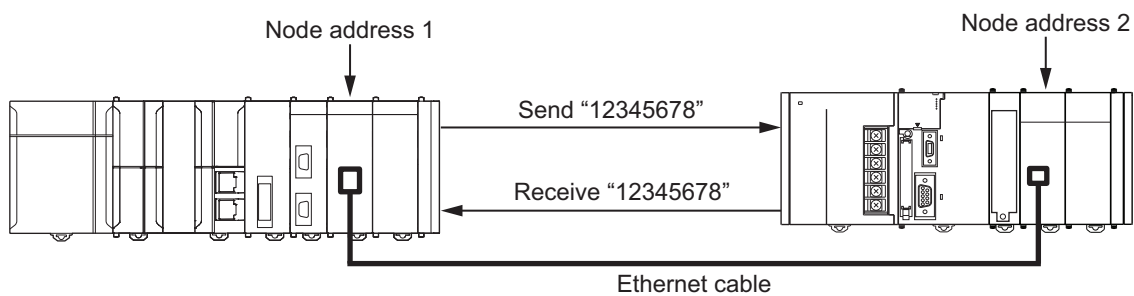 Node address 1
Node address 2
Send “12345678”
Receive “12345678”
Ethernet cable